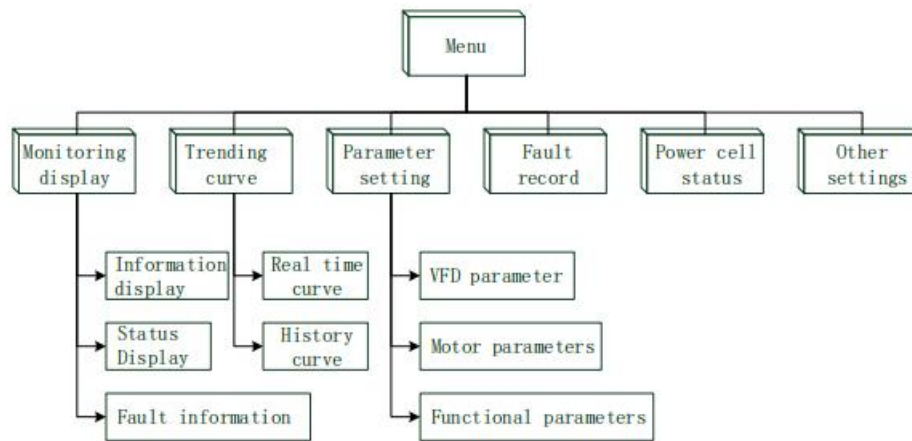 Menu
Monitoring
display
Trending
curve
Parameter
setting
Fault
record
Power cell
status
Other
settings
Information
display
Status
Display
Fault information
Real time
curve
History
curve
VFD parameter
Motor parameters
Functional parameters